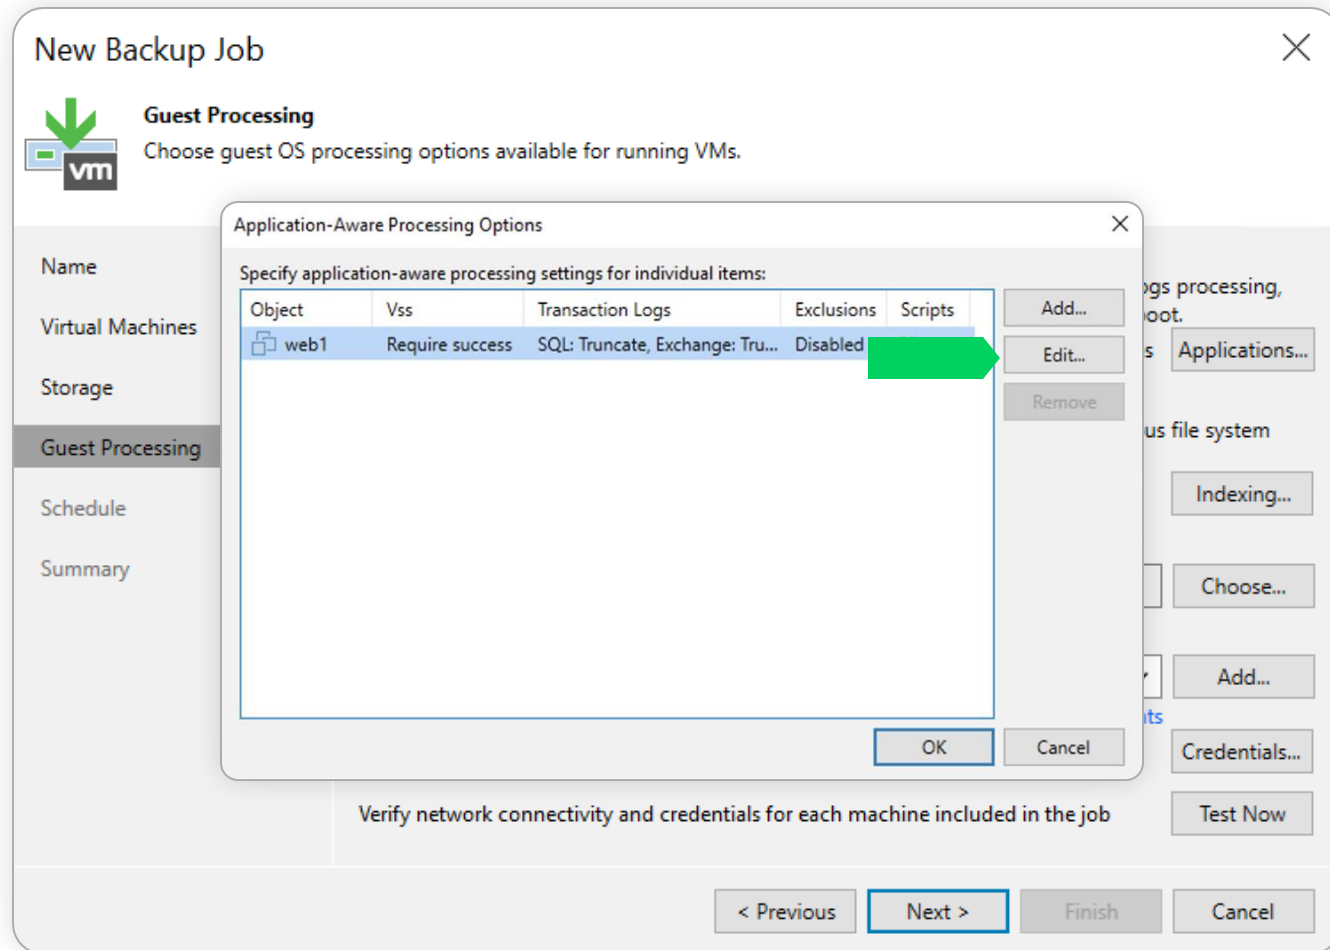 New Backup Job
vm
Guest Processing
Choose guest OS processing options available for running VMs.
Name
Virtual Machines
Storage
Guest Processing
Schedule
Summary
Application-Aware Processing Options
Specify application-aware processing settings for individual items:
Object Vss Transaction Logs Exclusions Scripts
web1 Require success SQL: Truncate, Exchange: Tru... Disabled
Add...
Edit...
Remove
OK Cancel
processing,
Applications...
file system
Indexing...
Choose...
Add...
Credentials...
Verify network connectivity and credentials for each machine included in the job Test Now
< Previous Next > Finish Cancel